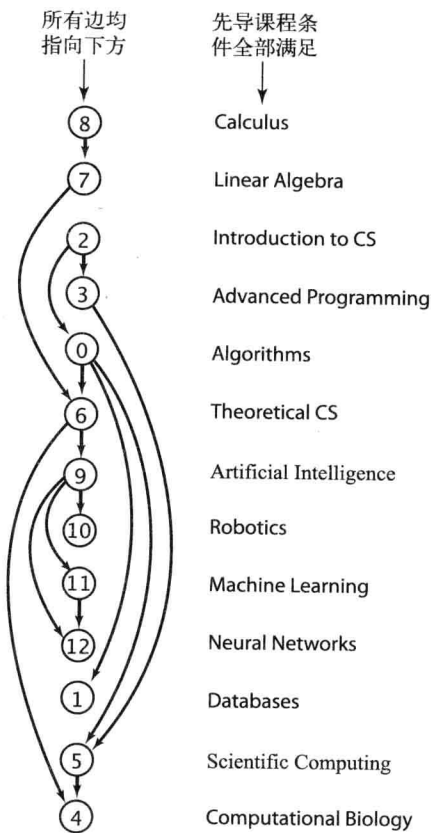 所有边均
指向下方
先导课程条
件全部满足
8 Calculus
7 Linear Algebra
2 Introduction to CS
3 Advanced Programming
0 Algorithms
6 Theoretical CS
9 Artificial Intelligence
10 Robotics
11 Machine Learning
12 Neural Networks
1 Databases
5 Scientific Computing
4 Computational Biology